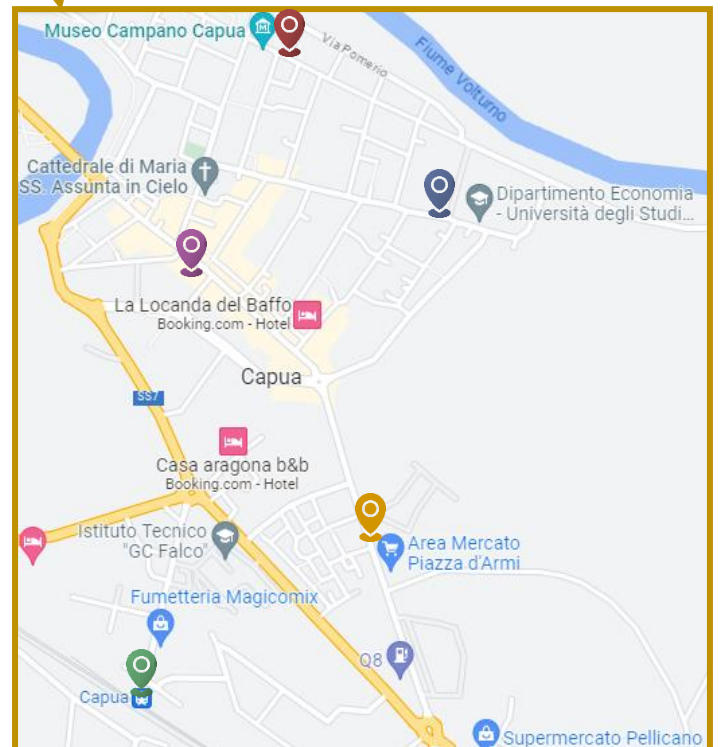 Museo Campano Capua
Via Pomerio
Fiume Volturno
Cattedrale di Maria
SS. Assunta in Cielo
Dipartimento Economia
- Università degli Studi...
La Locanda del Baffo
Booking.com - Hotel
Capua
SS7
Casa aragona b&b
Booking.com - Hotel
Istituto Tecnico
"GC Falco"
Area Mercato
Piazza d'Armi
Fumetteria Magicomix
Q8
Capua
Supermercato Pellicano